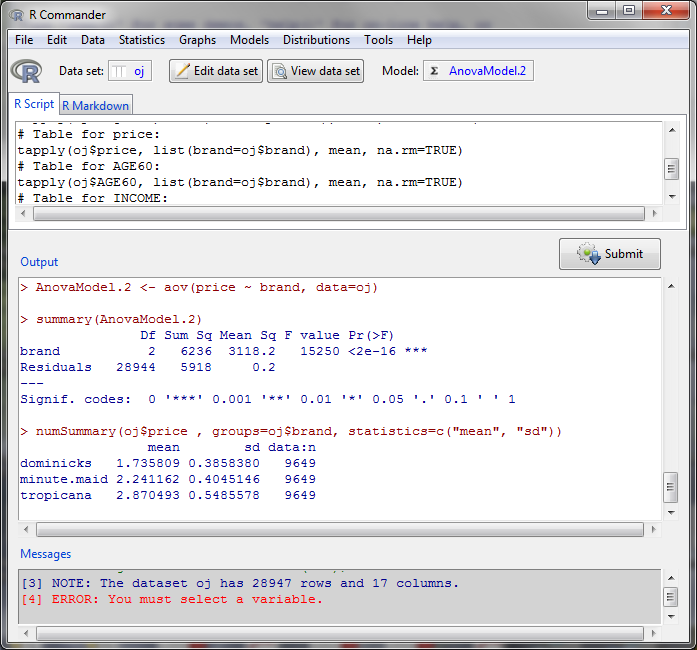 R Commander
File Edit Data Statistics Graphs Models Distributions Tools Help
R Data set: oj Edit data set View data set Model: Σ AnovaModel.2
R Script R Markdown
# Table for price:
tapply(oj$price, list(brand=oj$brand), mean, na.rm=TRUE)
# Table for AGE60:
tapply(oj$AGE60, list(brand=oj$brand), mean, na.rm=TRUE)
# Table for INCOME:
Submit
Output
> AnovaModel.2 <- aov(price ~ brand, data=oj)
> summary(AnovaModel.2)
Df Sum Sq Mean Sq F value Pr(>F)
brand 2 6236 3118.2 15250 <2e-16 ***
Residuals 28944 5918 0.2
---
Signif. codes: 0 '***' 0.001 '**' 0.01 '*' 0.05 '.' 0.1 ' ' 1
> numSummary(oj$price , groups=oj$brand, statistics=c("mean", "sd"))
mean sd data:n
dominicks 1.735809 0.3858380 9649
minute.maid 2.241162 0.4045146 9649
tropicana 2.870493 0.5485578 9649
Messages
[3] NOTE: The dataset oj has 28947 rows and 17 columns.
[4] ERROR: You must select a variable.